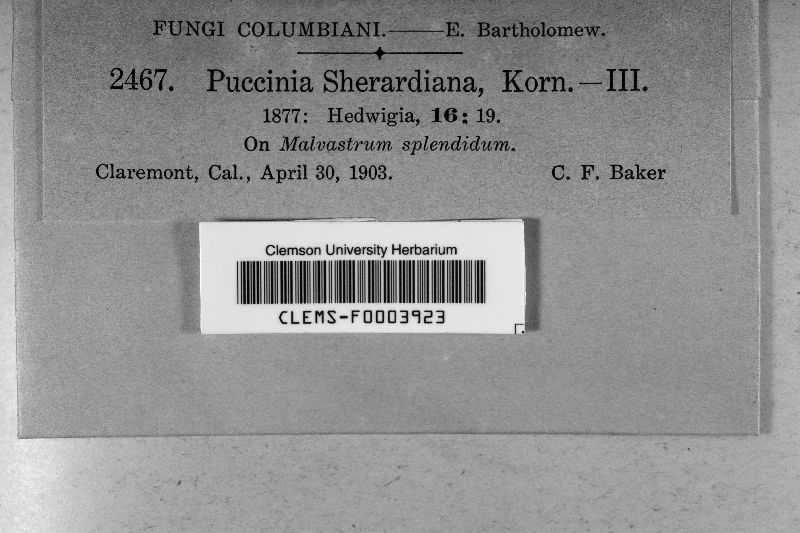 FUNGI COLUMBIANI.——E. Bartholomew.
2467. Puccinia Sherardiana, Korn.—III.
1877: Hedwigia, 16: 19.
On Malvastrum splendidum.
Claremont, Cal., April 30, 1903. C. F. Baker
Clemson University Herbarium
CLEMS-F0003923